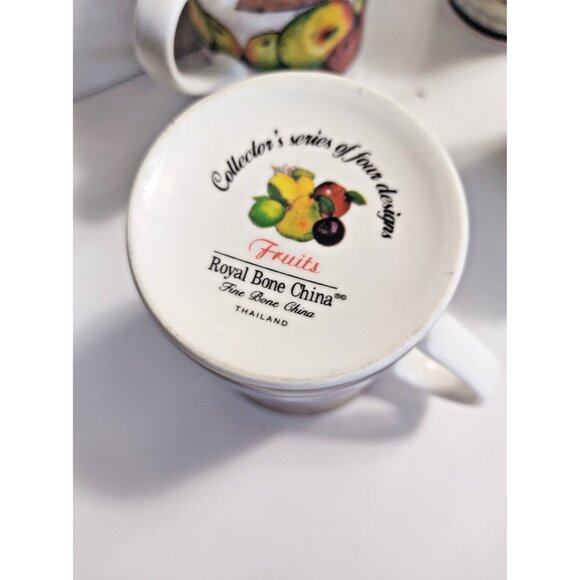 Collector's series of four designs
Fruits
Royal Bone China®©
Fine Bone China
THAILAND